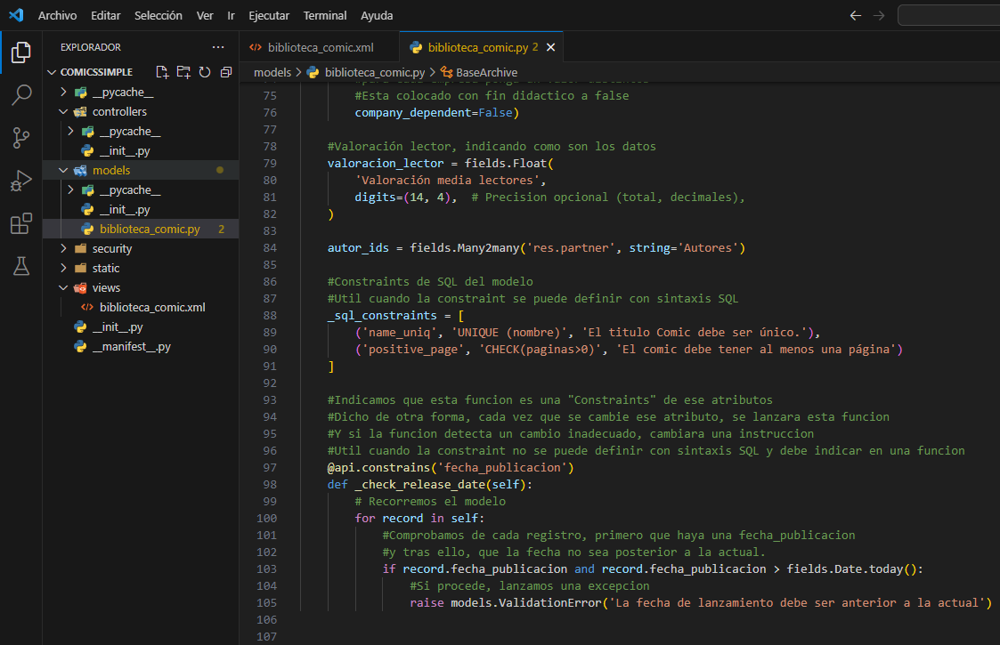 Archivo Editar Selección Ver Ir Ejecutar Terminal Ayuda
EXPLORADOR
COMICSSIMPLE
__pycache__
controllers
__pycache__
__init__.py
models
__pycache__
__init__.py
biblioteca_comic.py 2
security
static
views
biblioteca_comic.xml
__init__.py
__manifest__.py
biblioteca_comic.xml
biblioteca_comic.py 2
models > biblioteca_comic.py > BaseArchive
75 #Esta colocado con fin didactico a false
76 company_dependent=False)
77
78 #Valoración lector, indicando como son los datos
79 valoracion_lector = fields.Float(
80 'Valoración media lectores',
81 digits=(14, 4), # Precision opcional (total, decimales),
82 )
83
84 autor_ids = fields.Many2many('res.partner', string='Autores')
85
86 #Constraints de SQL del modelo
87 #Util cuando la constraint se puede definir con sintaxis SQL
88 _sql_constraints = [
89 ('name_uniq', 'UNIQUE (nombre)', 'El titulo Comic debe ser único.'),
90 ('positive_page', 'CHECK(paginas>0)', 'El comic debe tener al menos una página')
91 ]
92
93 #Indicamos que esta funcion es una "Constraints" de ese atributos
94 #Dicho de otra forma, cada vez que se cambie ese atributo, se lanzara esta funcion
95 #Y si la funcion detecta un cambio inadecuado, cambiara una instruccion
96 #Util cuando la constraint no se puede definir con sintaxis SQL y debe indicar en una funcion
97 @api.constrains('fecha_publicacion')
98 def _check_release_date(self):
99 # Recorremos el modelo
100 for record in self:
101 #Comprobamos de cada registro, primero que haya una fecha_publicacion
102 #y tras ello, que la fecha no sea posterior a la actual.
103 if record.fecha_publicacion and record.fecha_publicacion > fields.Date.today():
104 #Si procede, lanzamos una excepcion
105 raise models.ValidationError('La fecha de lanzamiento debe ser anterior a la actual')
106
107